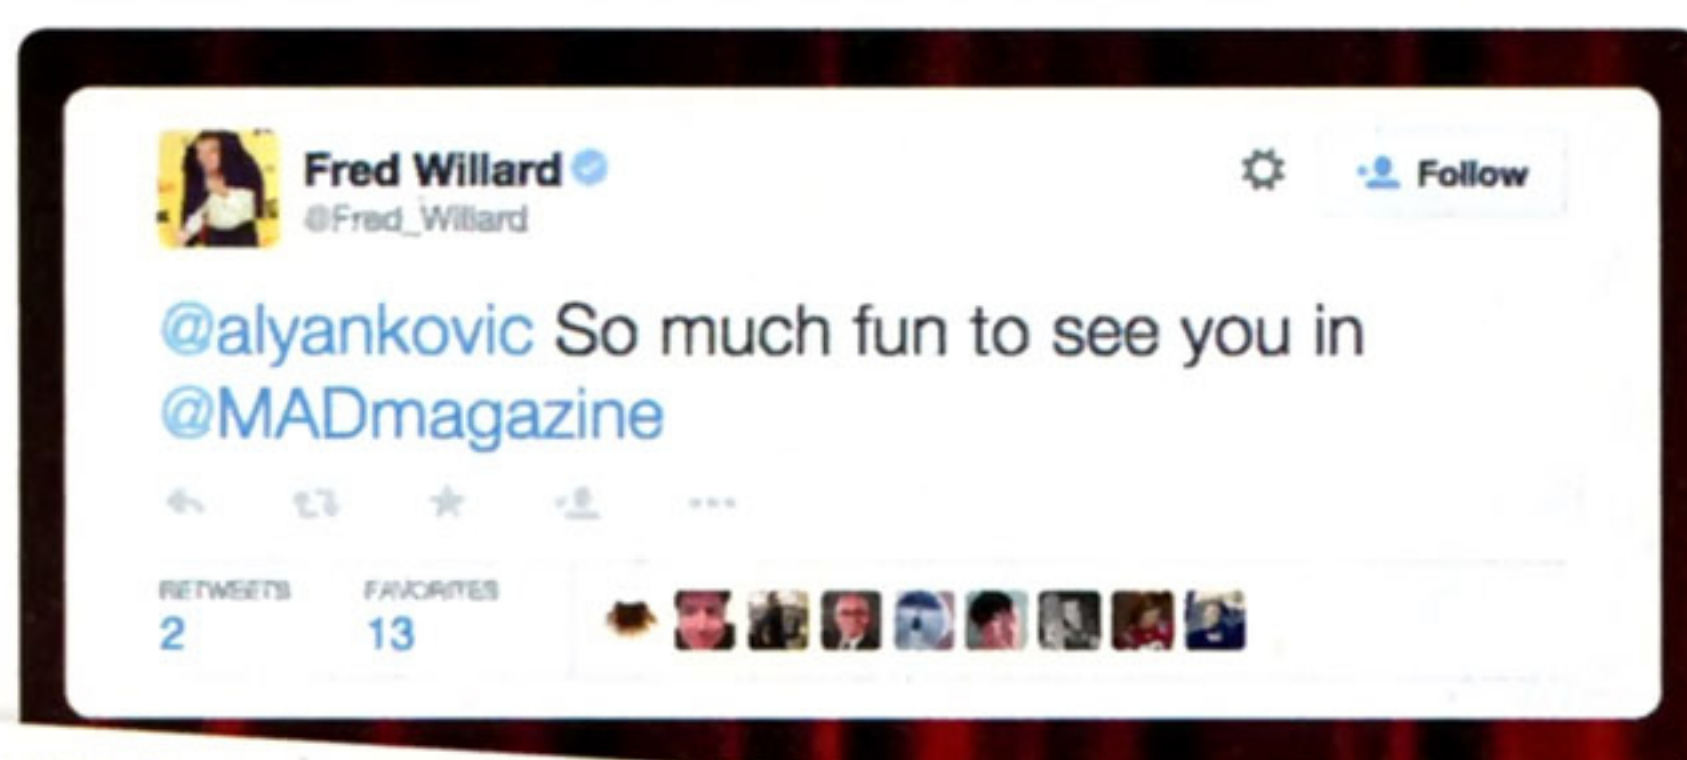 Fred Willard
@Fred_Willard
Follow
@alyankovic So much fun to see you in
@MADmagazine
RETWEETS
2
FAVORITES
13